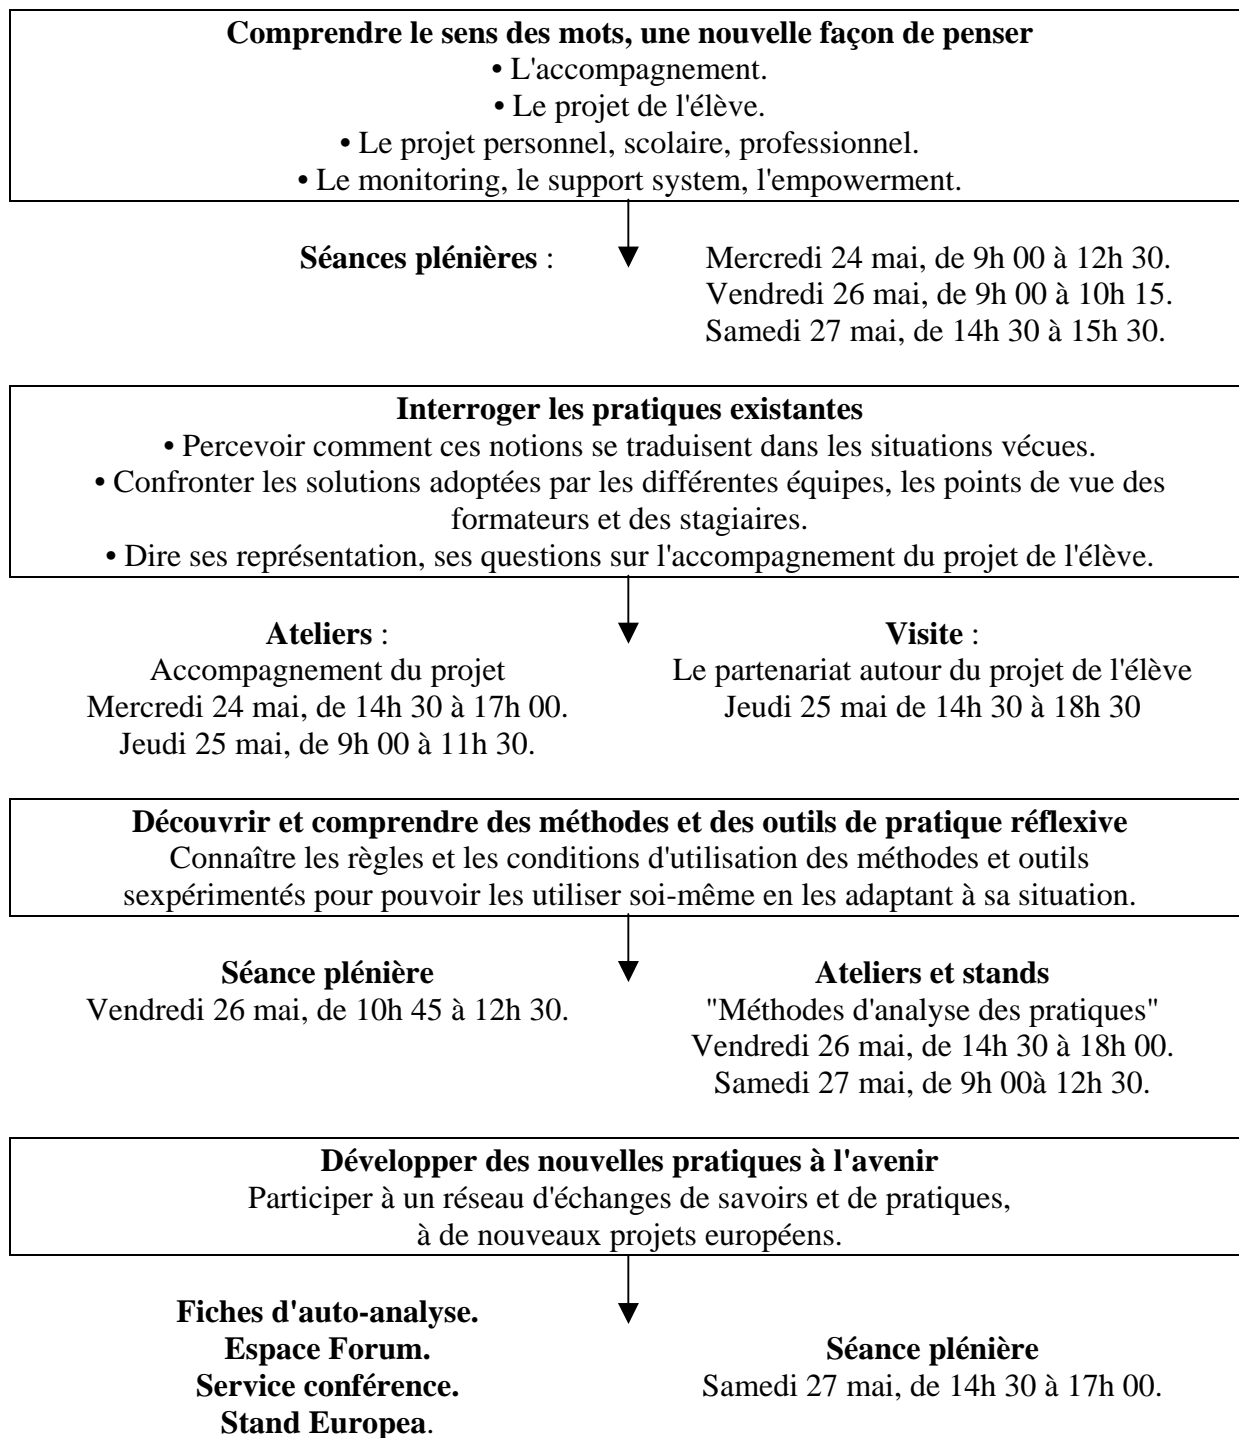 Comprendre le sens des mots, une nouvelle façon de penser
• L'accompagnement.
• Le projet de l'élève.
• Le projet personnel, scolaire, professionnel.
• Le monitoring, le support system, l'empowerment.
Séances plénières :
Mercredi 24 mai, de 9h 00 à 12h 30.
Vendredi 26 mai, de 9h 00 à 10h 15.
Samedi 27 mai, de 14h 30 à 15h 30.
Interroger les pratiques existantes
• Percevoir comment ces notions se traduisent dans les situations vécues.
• Confronter les solutions adoptées par les différentes équipes, les points de vue des
formateurs et des stagiaires.
• Dire ses représentation, ses questions sur l'accompagnement du projet de l'élève.
Ateliers :
Accompagnement du projet
Mercredi 24 mai, de 14h 30 à 17h 00.
Jeudi 25 mai, de 9h 00 à 11h 30.
Visite :
Le partenariat autour du projet de l'élève
Jeudi 25 mai de 14h 30 à 18h 30
Découvrir et comprendre des méthodes et des outils de pratique réflexive
Connaître les règles et les conditions d'utilisation des méthodes et outils
sexpérimentés pour pouvoir les utiliser soi-même en les adaptant à sa situation.
Séance plénière
Vendredi 26 mai, de 10h 45 à 12h 30.
Ateliers et stands
"Méthodes d'analyse des pratiques"
Vendredi 26 mai, de 14h 30 à 18h 00.
Samedi 27 mai, de 9h 00à 12h 30.
Développer des nouvelles pratiques à l'avenir
Participer à un réseau d'échanges de savoirs et de pratiques,
à de nouveaux projets européens.
Fiches d'auto-analyse.
Espace Forum.
Service conférence.
Stand Europea.
Séance plénière
Samedi 27 mai, de 14h 30 à 17h 00.